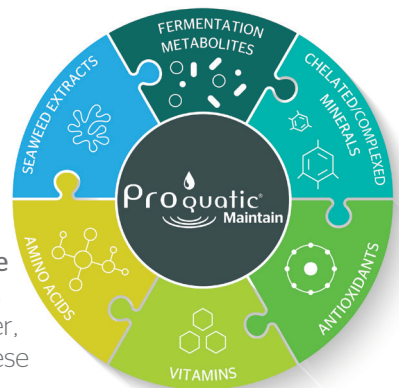 FERMENTATION
METABOLITES
CHELATED/COMPLEXED
MINERALS
ANTIOXIDANTS
VITAMINS
AMINO ACIDS
SEAWEED EXTRACTS
Proquatic®
Maintain